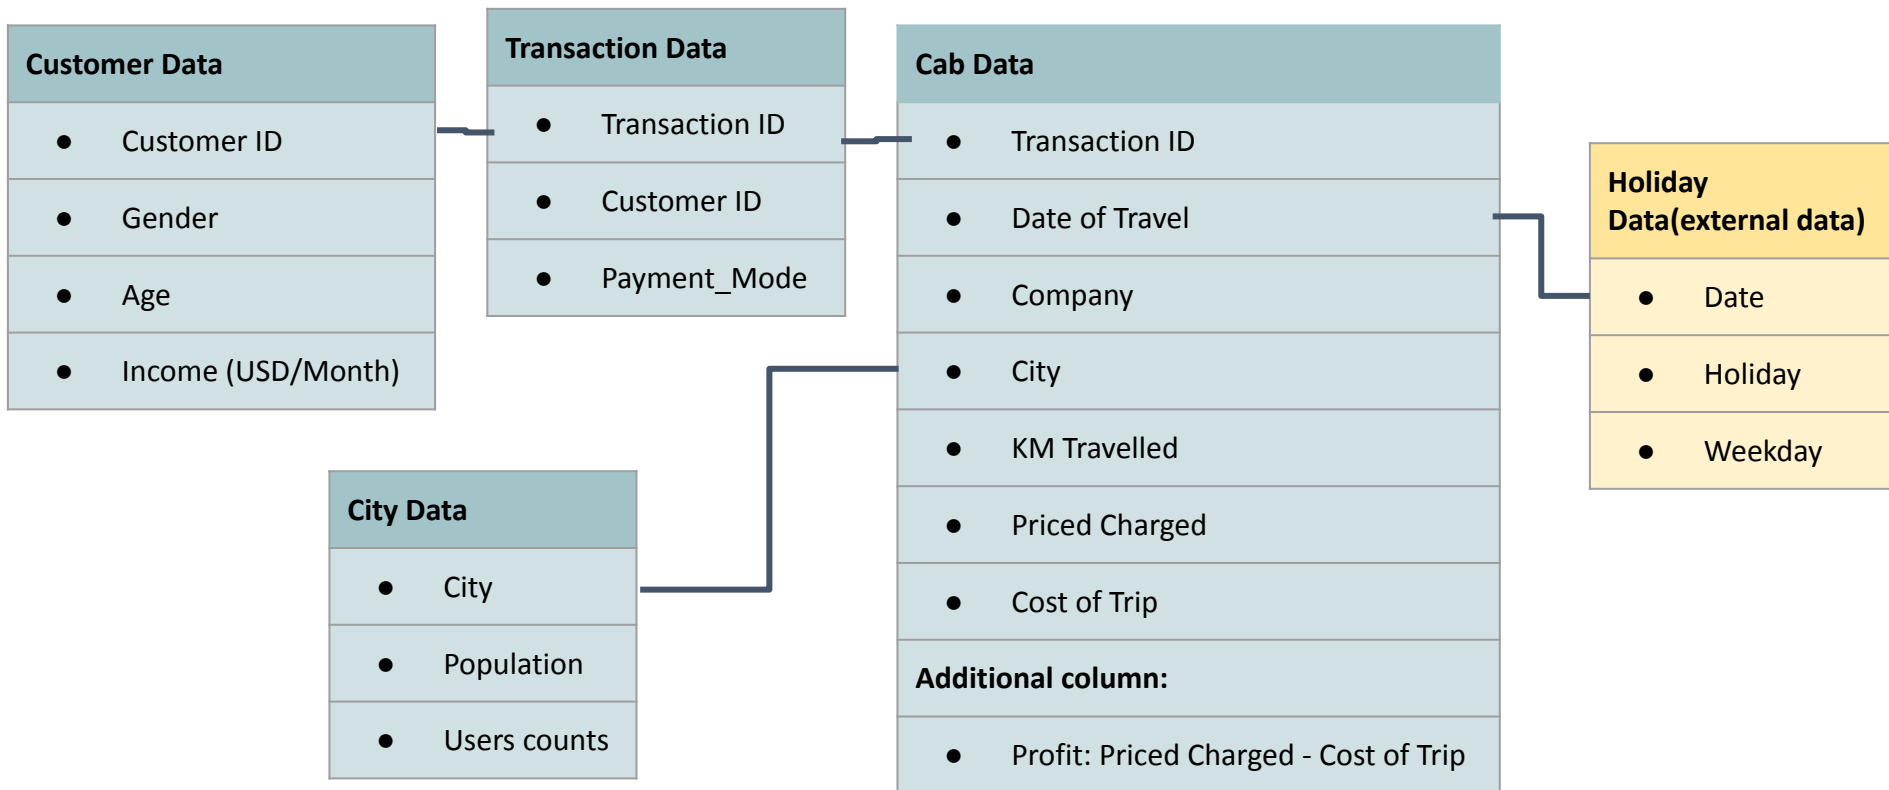 Customer Data
● Customer ID
● Gender
● Age
● Income (USD/Month)
Transaction Data
● Transaction ID
● Customer ID
● Payment_Mode
Cab Data
● Transaction ID
● Date of Travel
● Company
● City
● KM Travelled
● Priced Charged
● Cost of Trip
Additional column:
● Profit: Priced Charged - Cost of Trip
Holiday
Data(external data)
● Date
● Holiday
● Weekday
City Data
● City
● Population
● Users counts